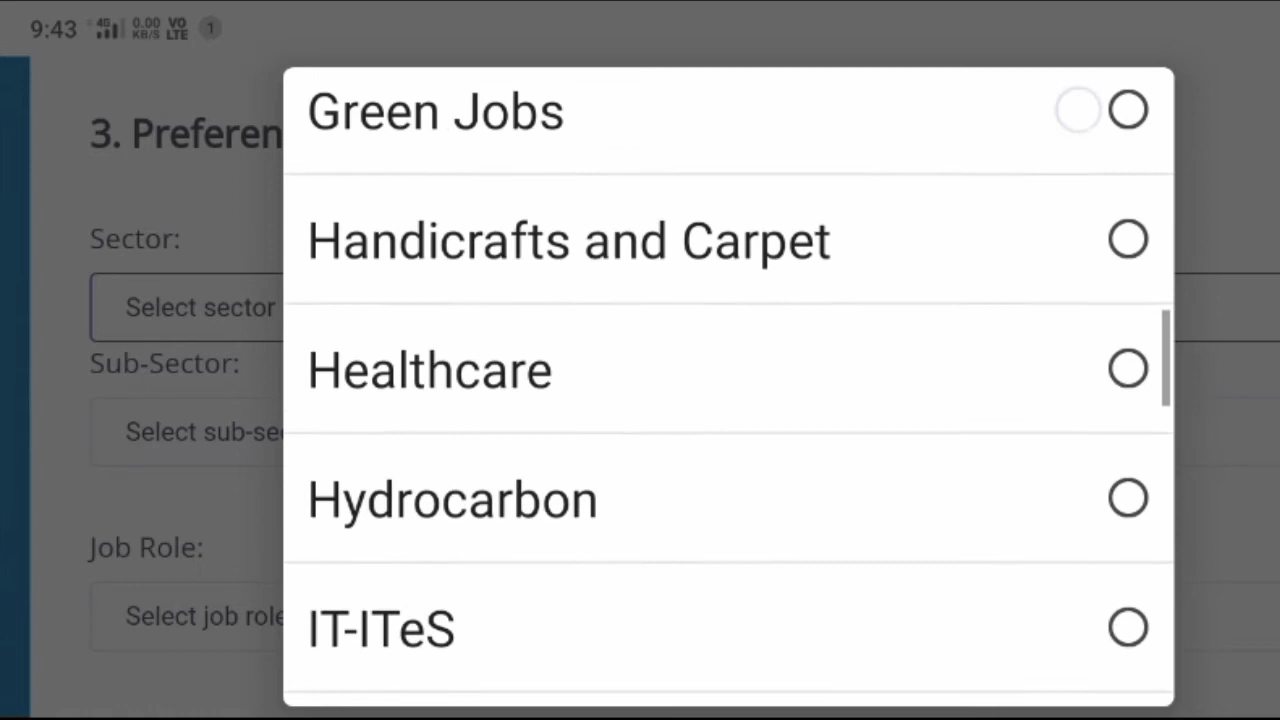 9:43 4G 0.00 KB/S VO LTE 1
3. Preferen
Sector:
Select sector
Sub-Sector:
Select sub-se
Job Role:
Select job role
Green Jobs
Handicrafts and Carpet
Healthcare
Hydrocarbon
IT-ITeS